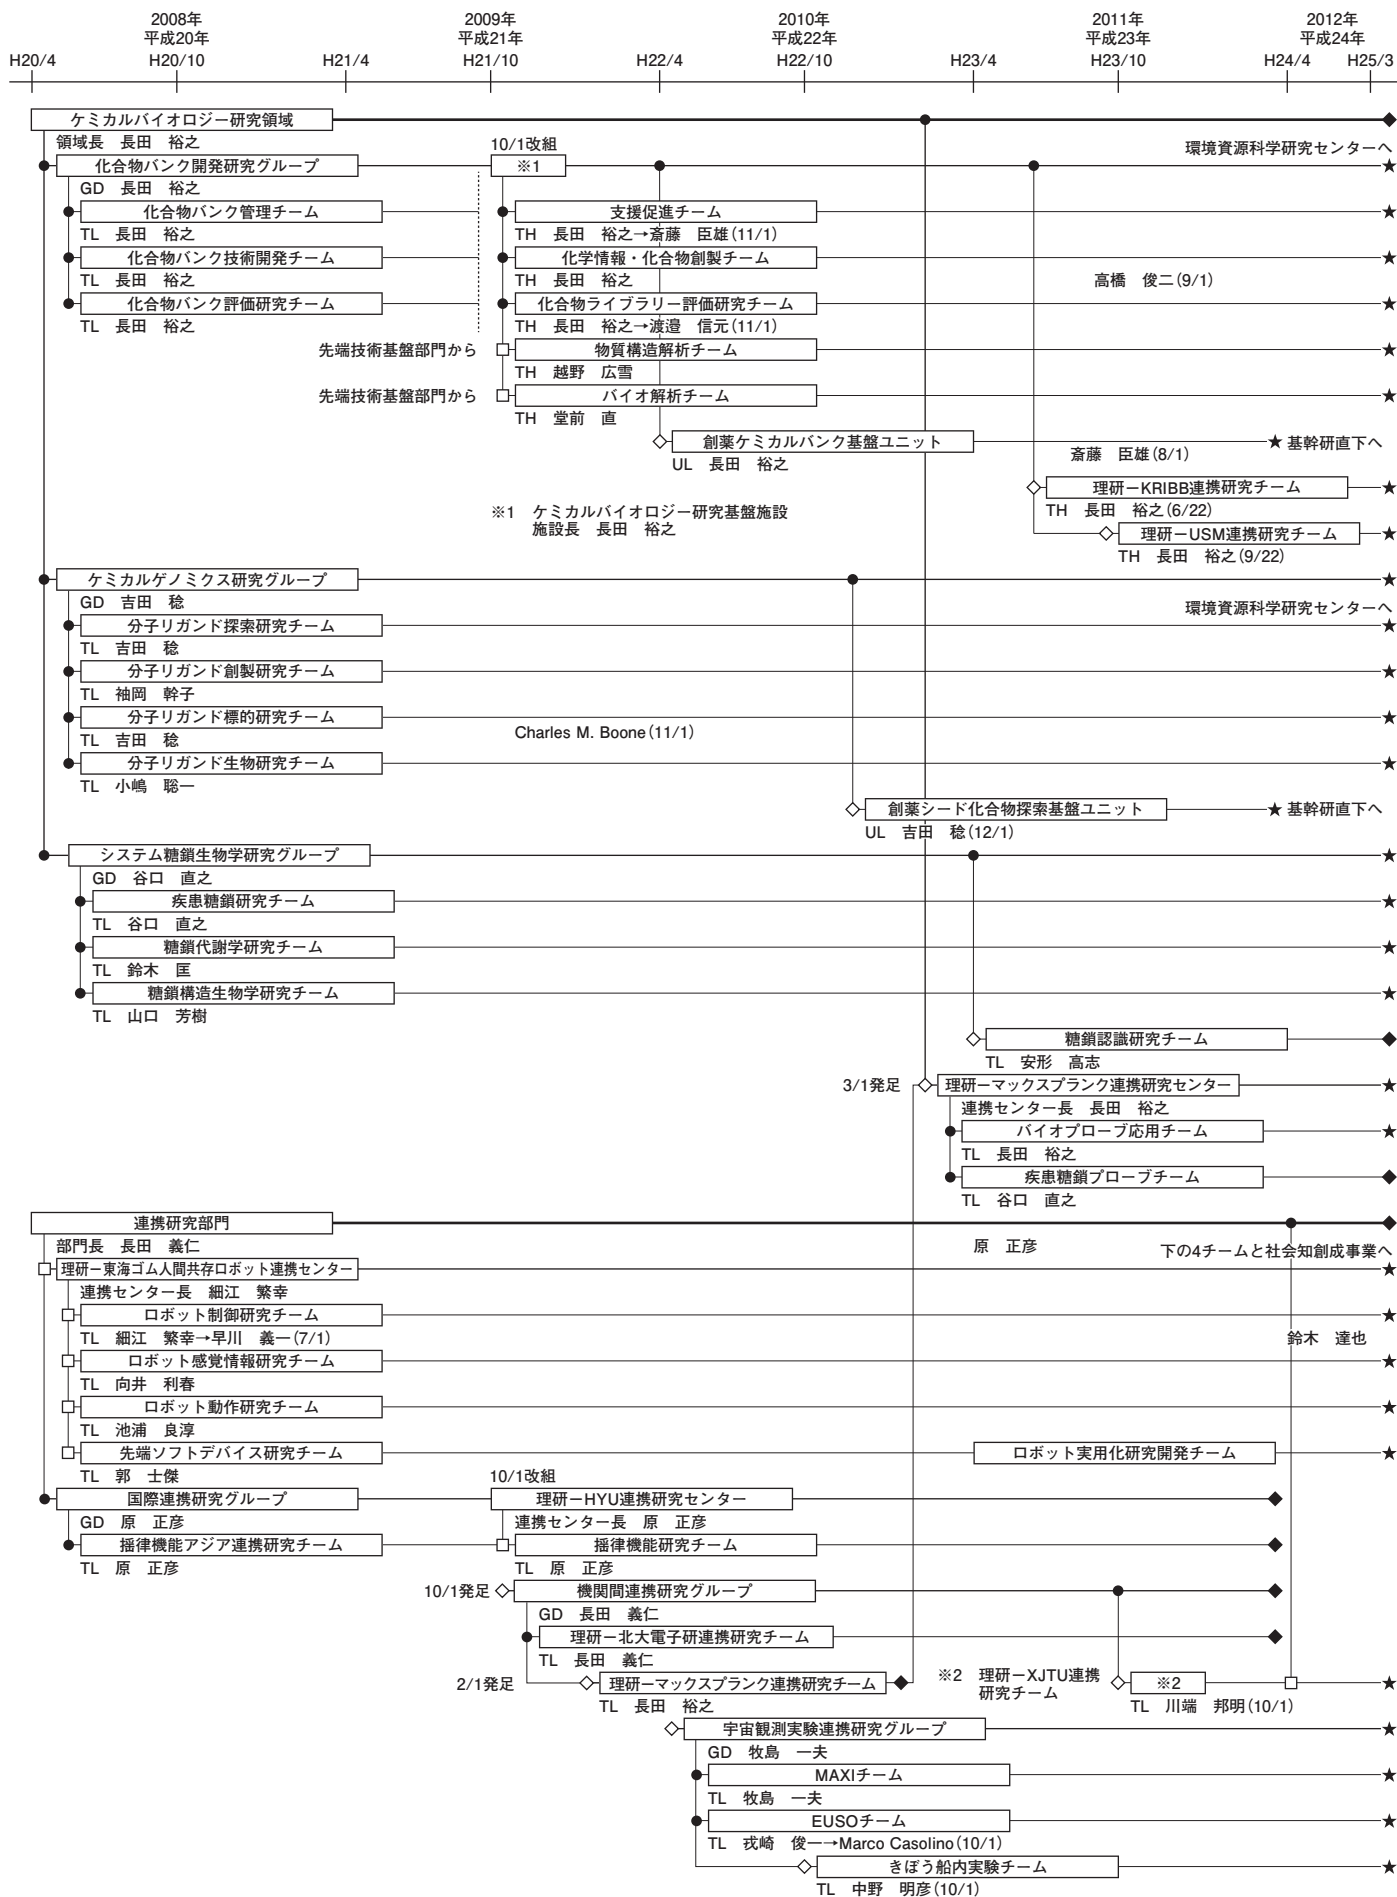 2008年
平成20年
2009年
平成21年
2010年
平成22年
2011年
平成23年
2012年
平成24年
H20/4
H20/10
H21/4
H21/10
H22/4
H22/10
H23/4
H23/10
H24/4
H25/3
ケミカルバイオロジー研究領域
領域長 長田 裕之
10/1改組
環境資源科学研究センターへ
化合物バンク開発研究グループ
※1
GD 長田 裕之
化合物バンク管理チーム
支援促進チーム
TL 長田 裕之
TH 長田 裕之→斎藤 臣雄(11/1)
化合物バンク技術開発チーム
化学情報・化合物創製チーム
TL 長田 裕之
TH 長田 裕之
高橋 俊二(9/1)
化合物バンク評価研究チーム
化合物ライブラリー評価研究チーム
TL 長田 裕之
TH 長田 裕之→渡邉 信元(11/1)
先端技術基盤部門から
物質構造解析チーム
TH 越野 広雪
先端技術基盤部門から
バイオ解析チーム
TH 堂前 直
創薬ケミカルバンク基盤ユニット
基幹研直下へ
UL 長田 裕之
斎藤 臣雄(8/1)
理研−KRIBB連携研究チーム
※1 ケミカルバイオロジー研究基盤施設
施設長 長田 裕之
TH 長田 裕之(6/22)
理研−USM連携研究チーム
TH 長田 裕之(9/22)
ケミカルゲノミクス研究グループ
GD 吉田 稔
環境資源科学研究センターへ
分子リガンド探索研究チーム
TL 吉田 稔
分子リガンド創製研究チーム
TL 袖岡 幹子
分子リガンド標的研究チーム
TL 吉田 稔
Charles M. Boone(11/1)
分子リガンド生物研究チーム
TL 小嶋 聡一
創薬シード化合物探索基盤ユニット
基幹研直下へ
UL 吉田 稔(12/1)
システム糖鎖生物学研究グループ
GD 谷口 直之
疾患糖鎖研究チーム
TL 谷口 直之
糖鎖代謝学研究チーム
TL 鈴木 匡
糖鎖構造生物学研究チーム
TL 山口 芳樹
糖鎖認識研究チーム
TL 安形 高志
3/1発足
理研−マックスプランク連携研究センター
連携センター長 長田 裕之
バイオプローブ応用チーム
TL 長田 裕之
疾患糖鎖プローブチーム
TL 谷口 直之
連携研究部門
部門長 長田 義仁
原 正彦
下の4チームと社会知創成事業へ
理研−東海ゴム人間共存ロボット連携センター
連携センター長 細江 繁幸
ロボット制御研究チーム
TL 細江 繁幸→早川 義一(7/1)
鈴木 達也
ロボット感覚情報研究チーム
TL 向井 利春
ロボット動作研究チーム
TL 池浦 良淳
先端ソフトデバイス研究チーム
ロボット実用化研究開発チーム
TL 郭 士傑
10/1改組
国際連携研究グループ
理研−HYU連携研究センター
GD 原 正彦
連携センター長 原 正彦
揺律機能アジア連携研究チーム
揺律機能研究チーム
TL 原 正彦
TL 原 正彦
10/1発足
機関間連携研究グループ
GD 長田 義仁
理研−北大電子研連携研究チーム
TL 長田 義仁
2/1発足
理研−マックスプランク連携研究チーム
※2 理研−XJTU連携
研究チーム
※2
TL 長田 裕之
TL 川端 邦明(10/1)
宇宙観測実験連携研究グループ
GD 牧島 一夫
MAXIチーム
TL 牧島 一夫
EUSOチーム
TL 戎崎 俊一→Marco Casolino(10/1)
きぼう船内実験チーム
TL 中野 明彦(10/1)